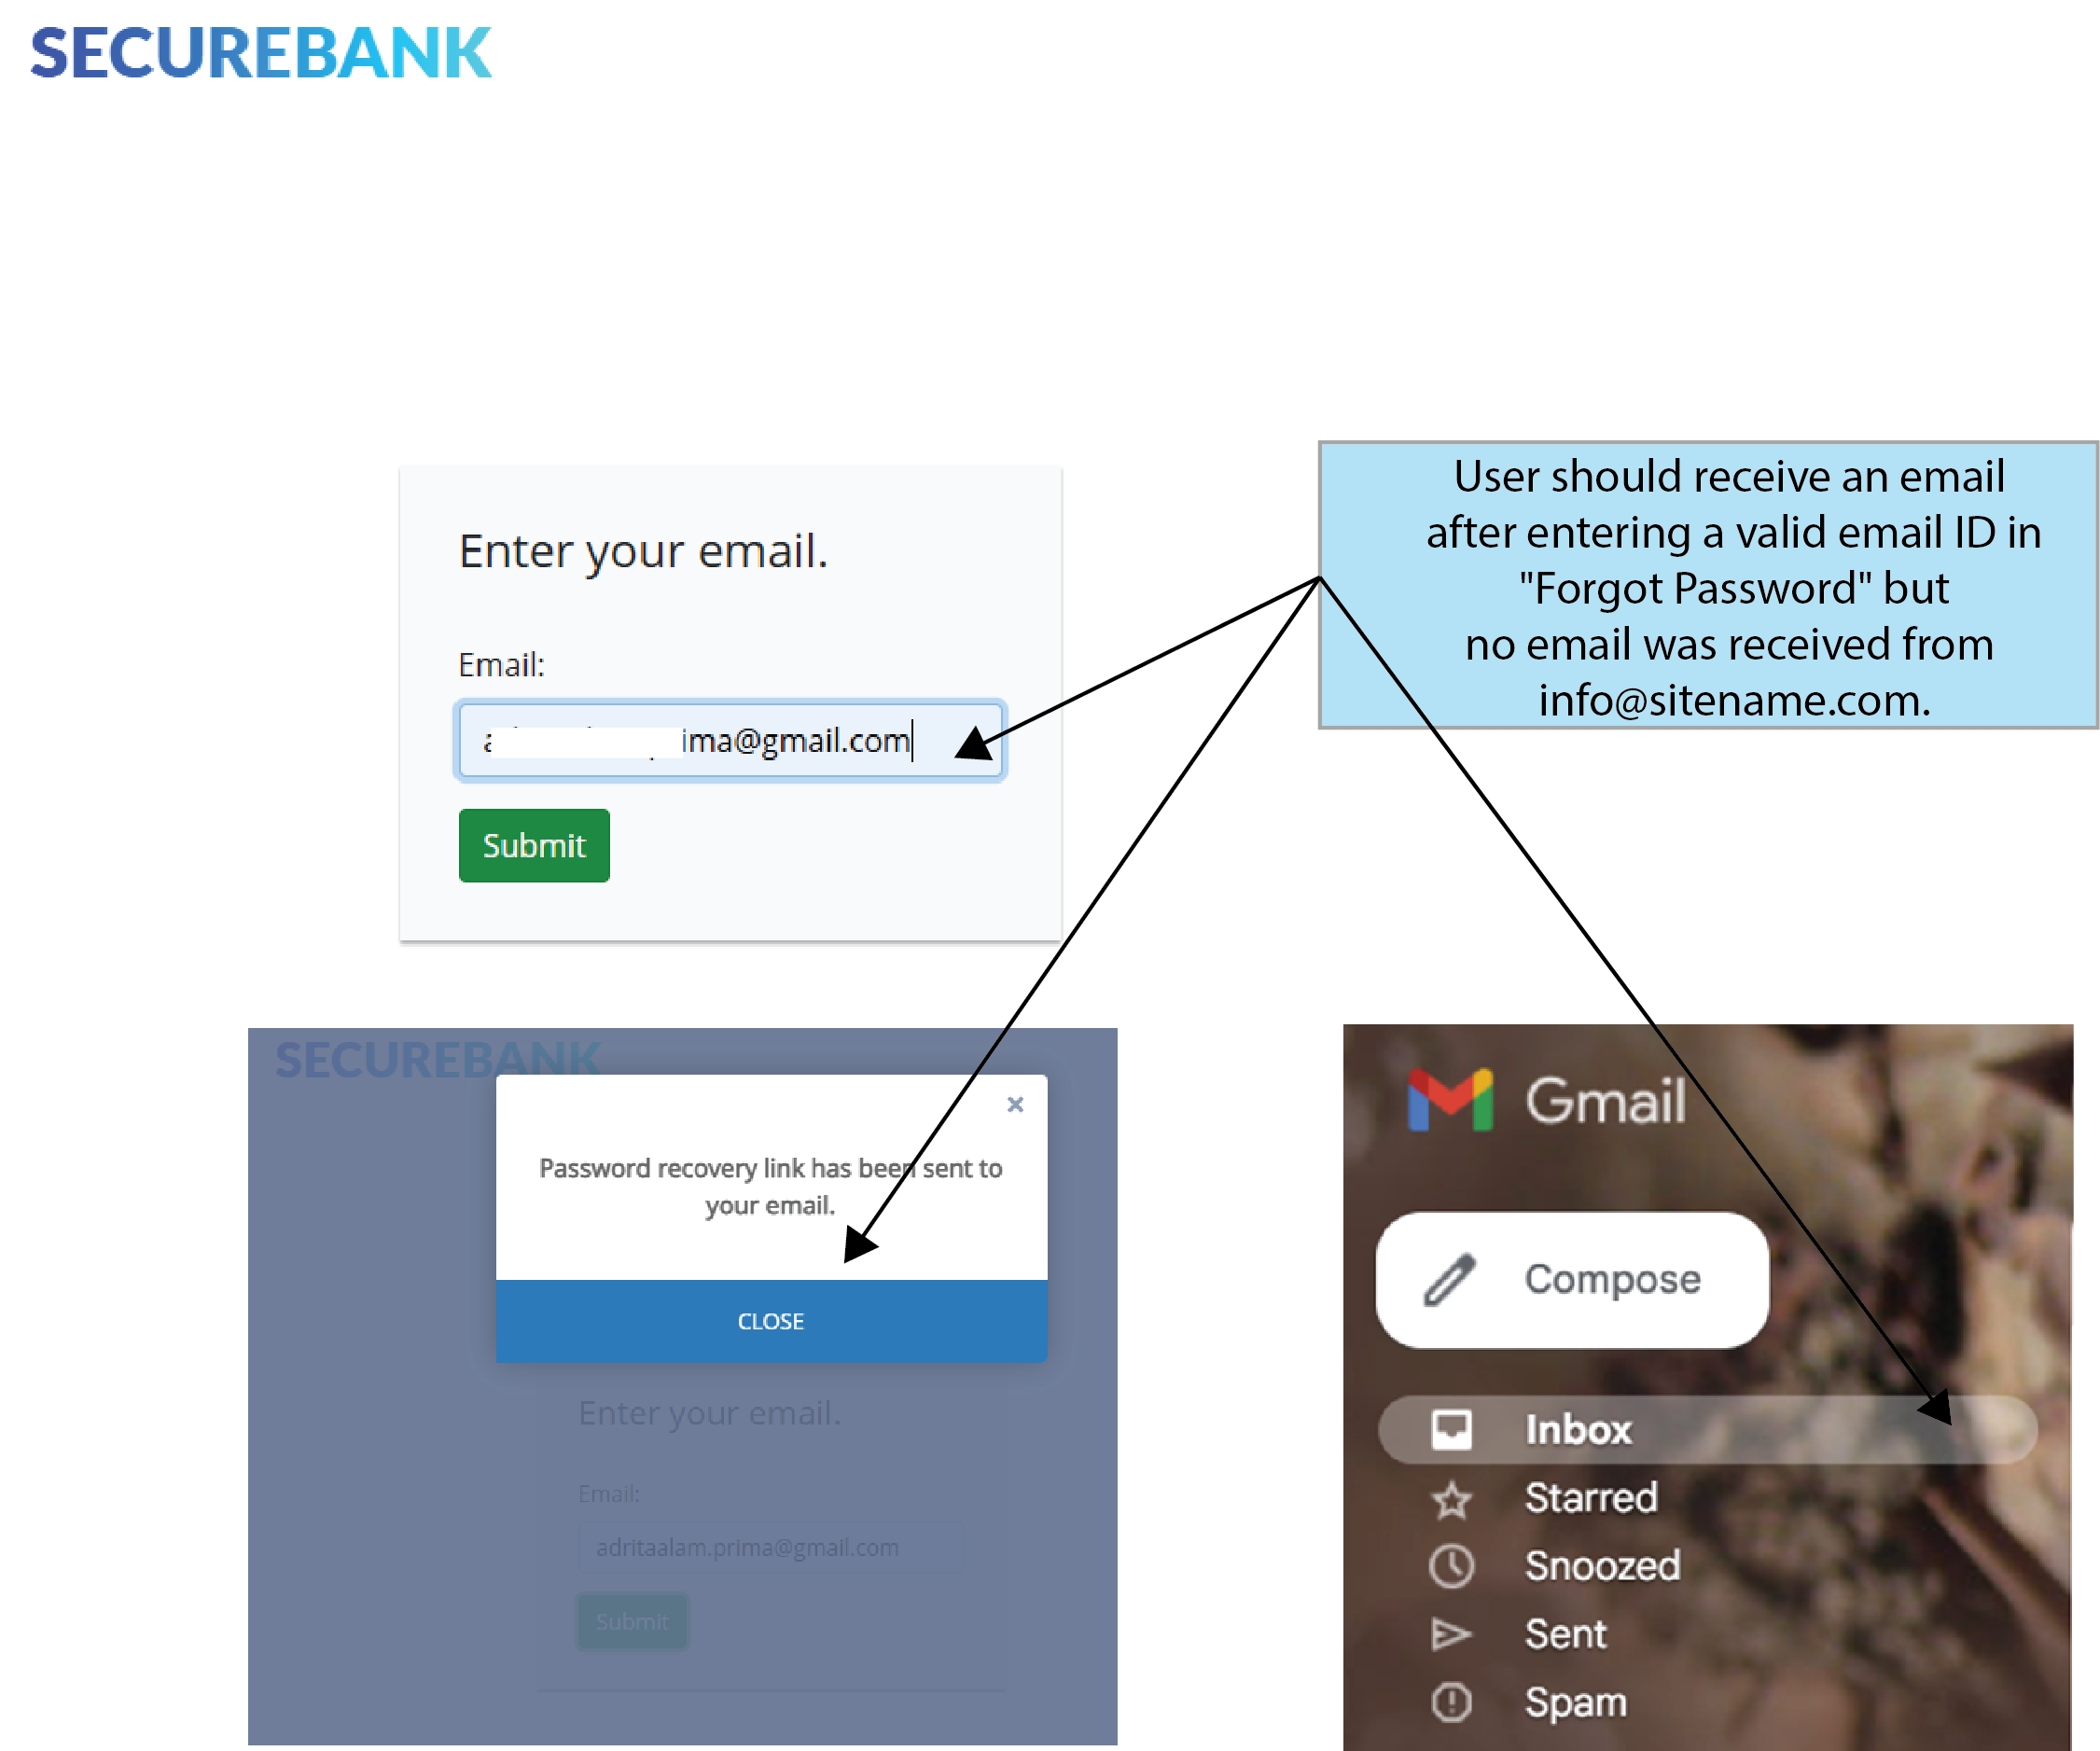 SECUREBANK
User should receive an email
after entering a valid email ID in
"Forgot Password" but
no email was received from
info@sitename.com.
Enter your email.
Email:
ima@gmail.com
Submit
SECUREBANK
×
Password recovery link has been sent to
your email.
CLOSE
Enter your email.
Email:
adritaalam.prima@gmail.com
Submit
Gmail
Compose
Inbox
Starred
Snoozed
Sent
Spam